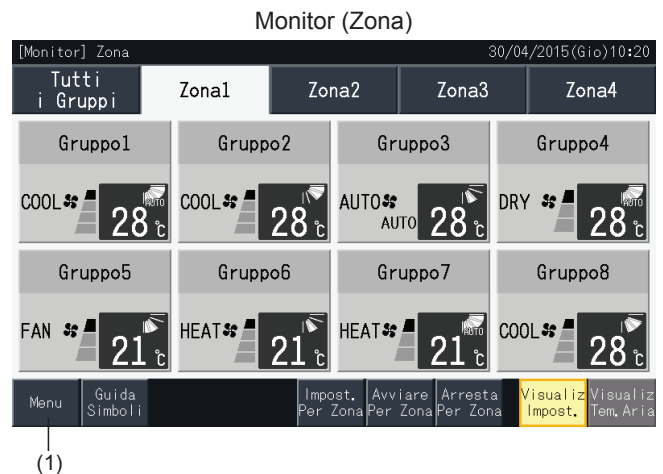 Monitor (Zona)
[Monitor] Zona 30/04/2015(Gio)10:20
Tutti
i Gruppi
Zona1 Zona2 Zona3 Zona4
Gruppo1 Gruppo2 Gruppo3 Gruppo4
COOL AUTO 28 °C COOL 28 °C AUTO AUTO 28 °C DRY AUTO 28 °C
Gruppo5 Gruppo6 Gruppo7 Gruppo8
FAN 21 °C HEAT 21 °C HEAT AUTO 21 °C COOL 28 °C
Menu
Guida
Simboli
Impost.
Per Zona
Avviare
Per Zona
Arresta
Per Zona
Visualiz
Impost.
Visualiz
Tem.Aria
(1)